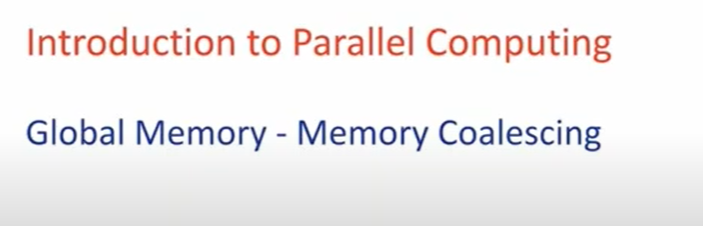 Introduction to Parallel Computing
Global Memory - Memory Coalescing